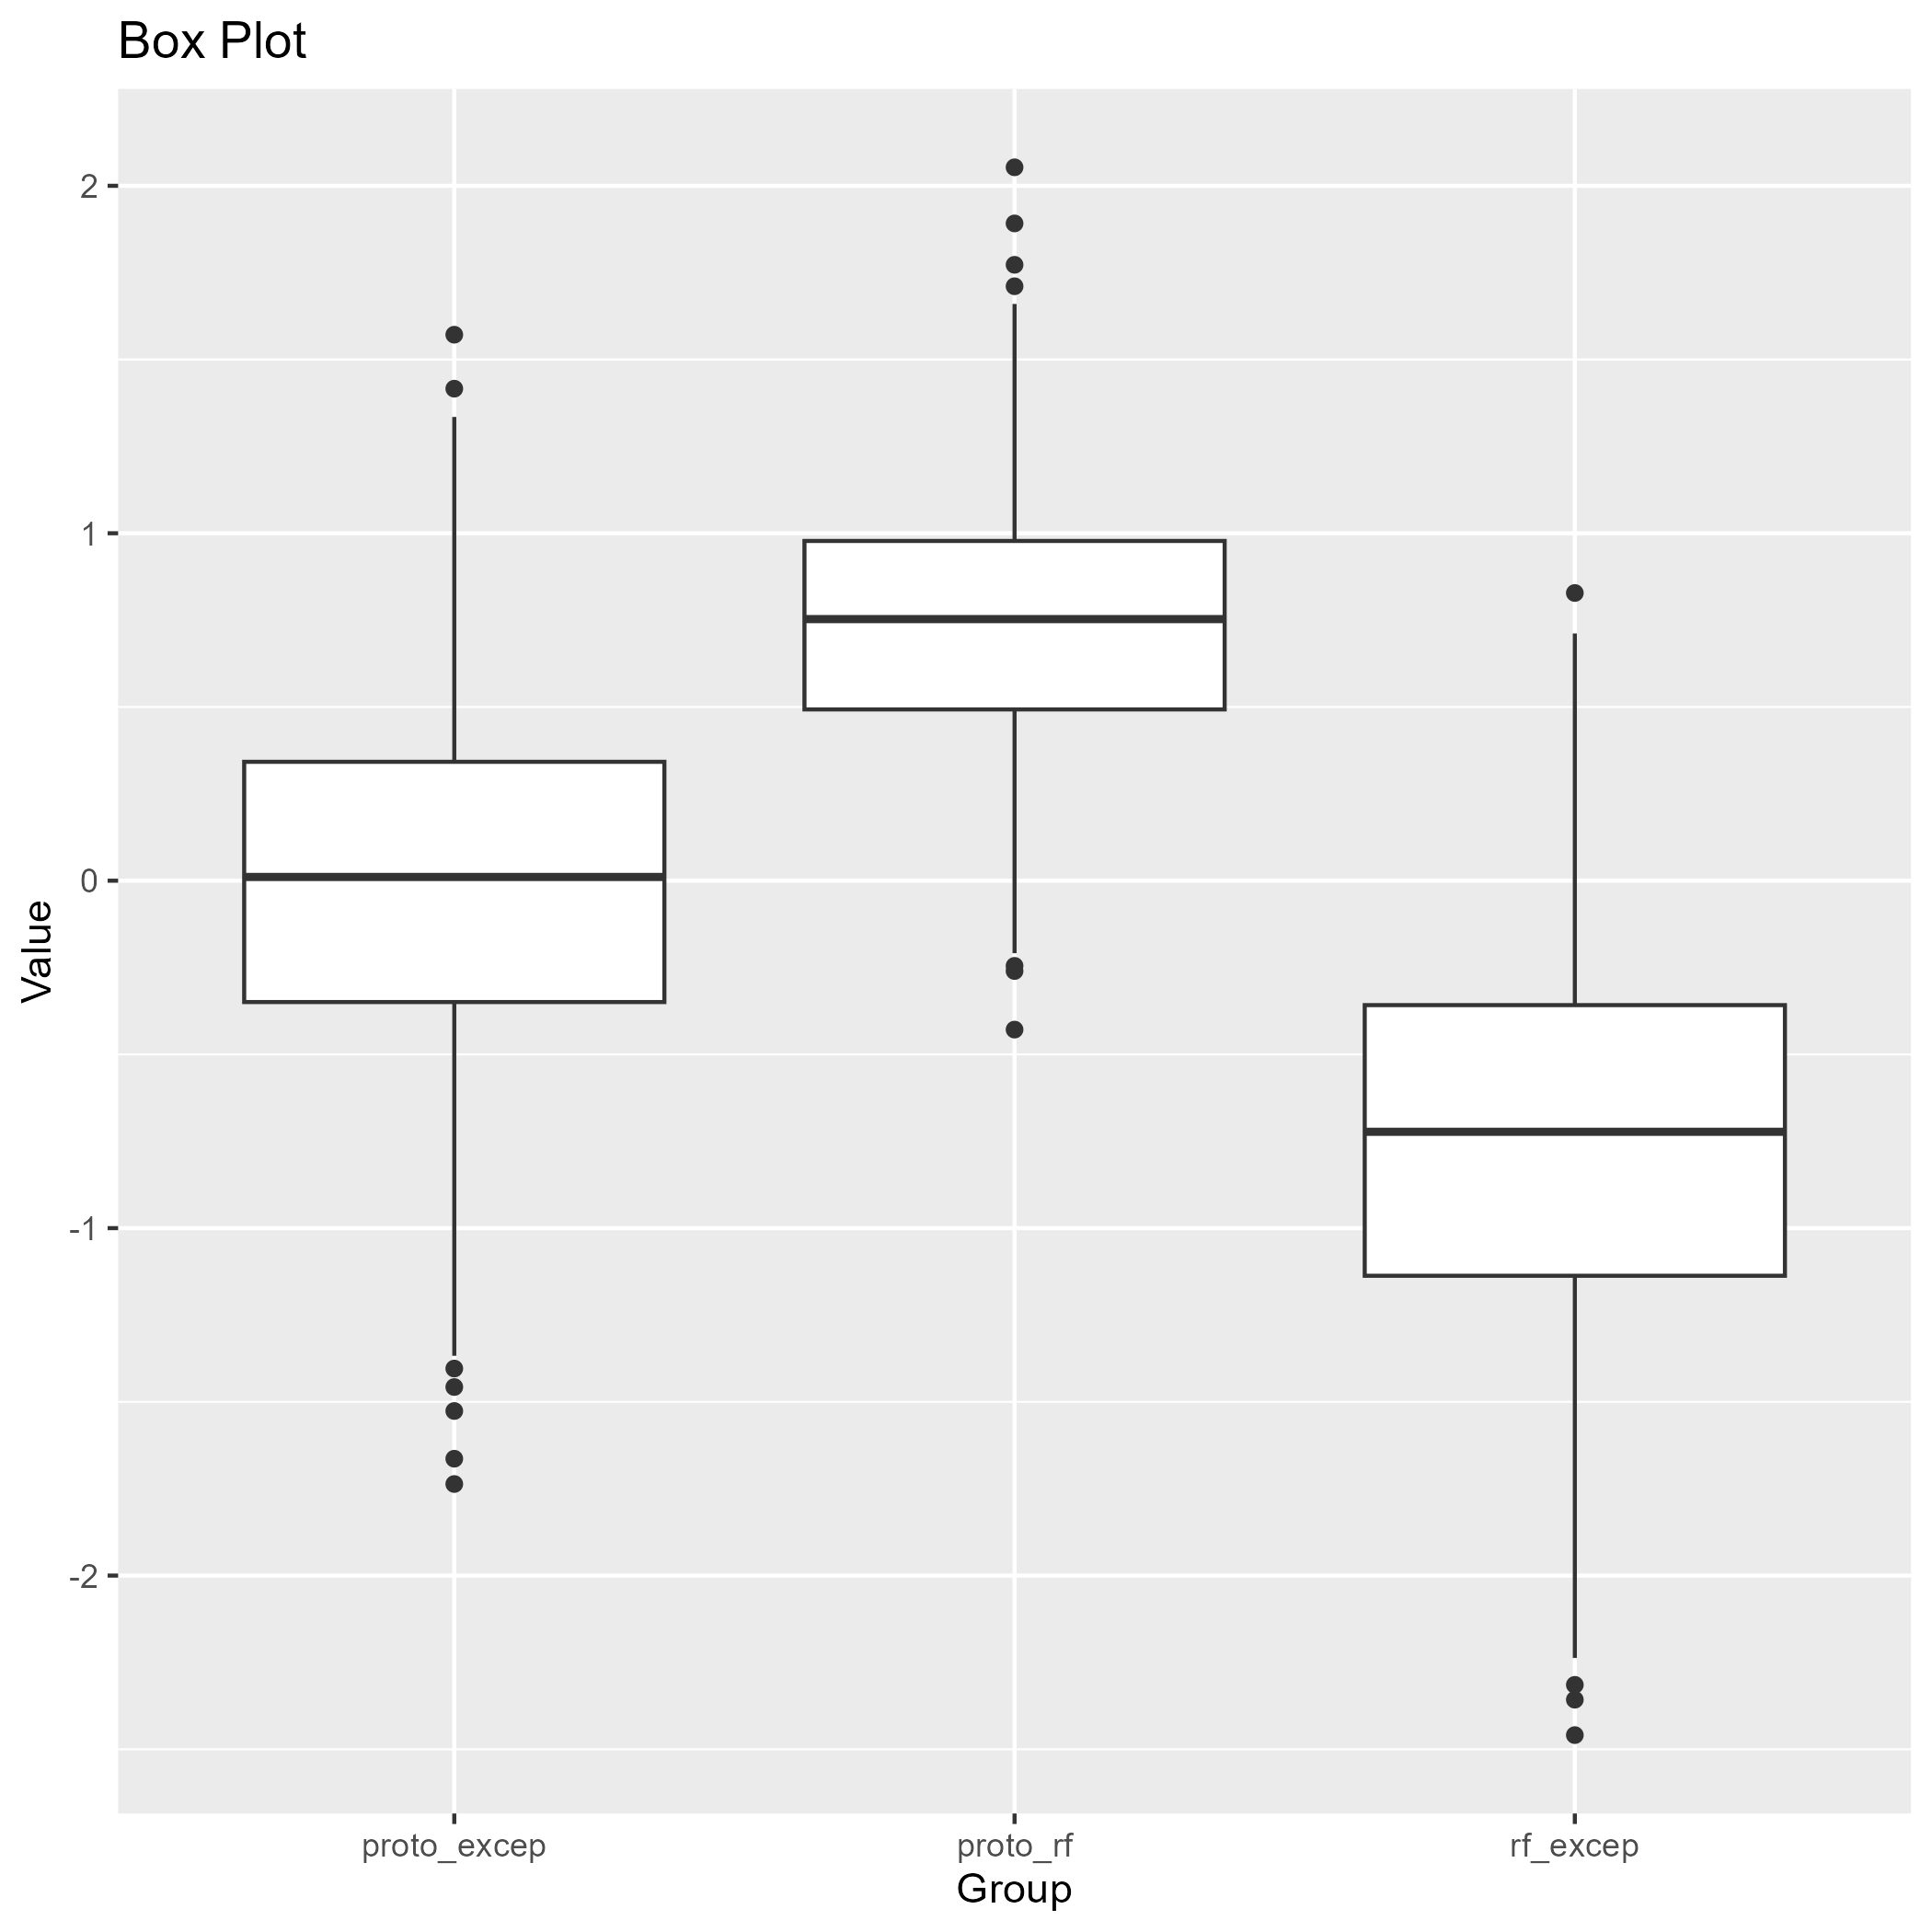 Box Plot
Value
2
1
0
-1
-2
proto_excep
proto_rf
rf_excep
Group